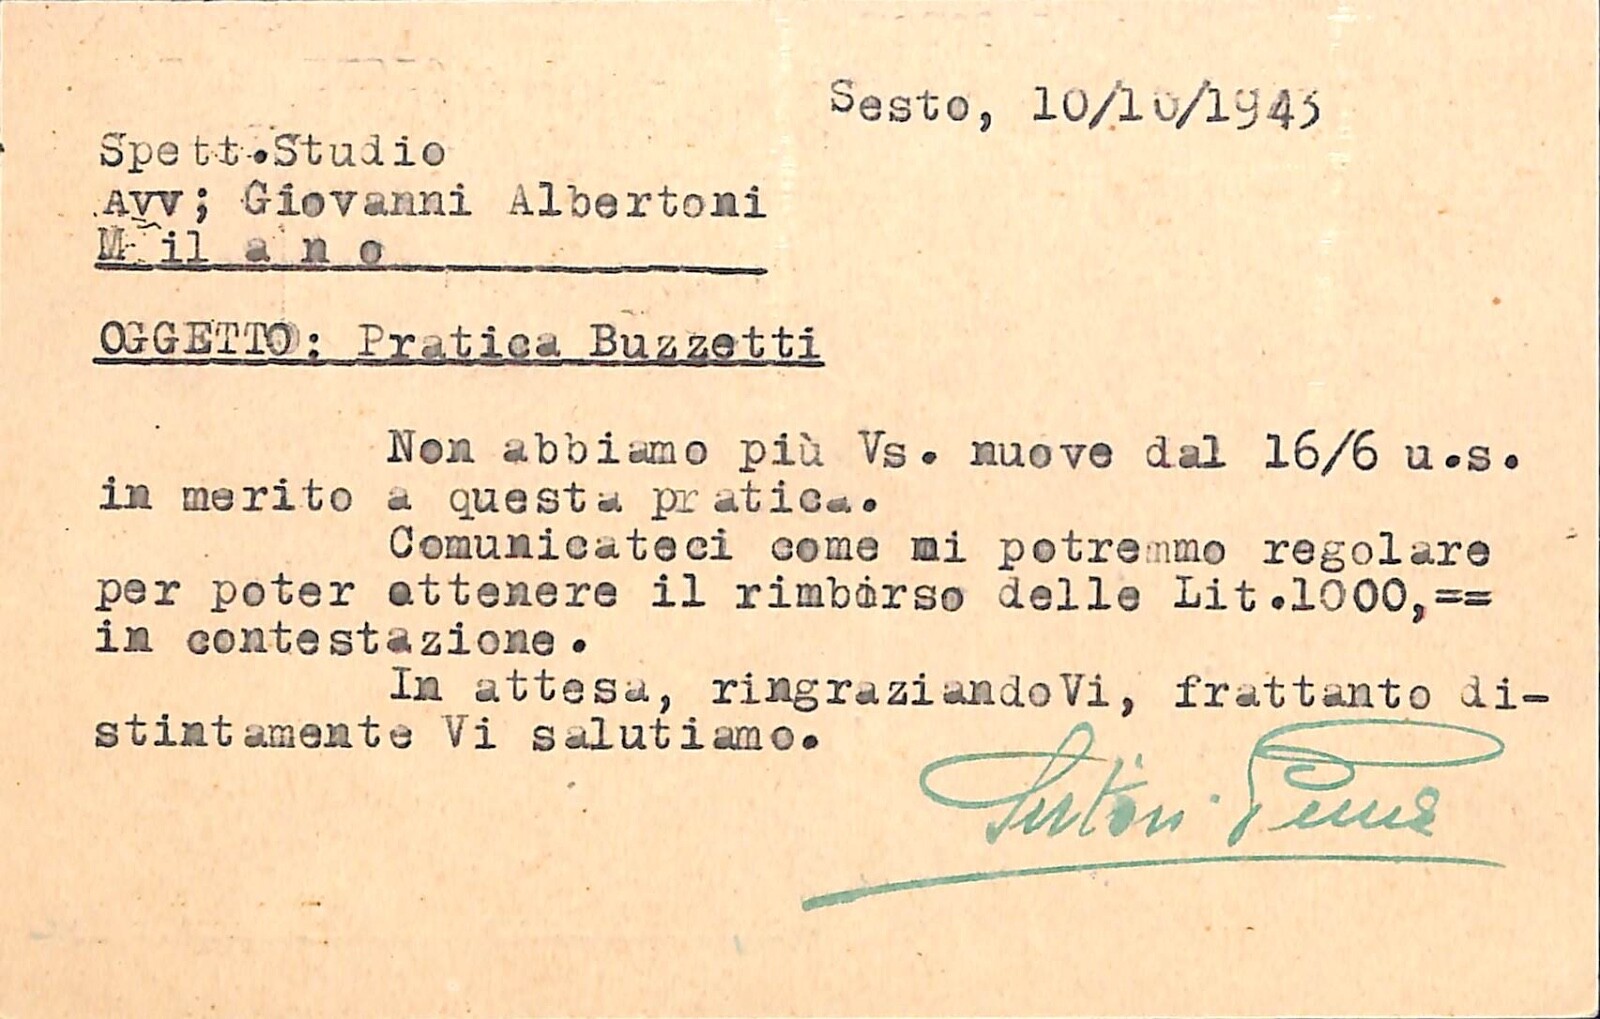 Sesto, 10/10/1943
Spett.Studio
Avv; Giovanni Albertoni
M il a n o
OGGETTO: Pratica Buzzetti
Non abbiamo più Vs. nuove dal 16/6 u.s.
in merito a questa pratica.
Comunicateci come mi potremmo regolare
per poter ottenere il rimborso delle Lit.1000,==
in contestazione.
In attesa, ringraziandoVi, frattanto di-
stintamente Vi salutiamo.